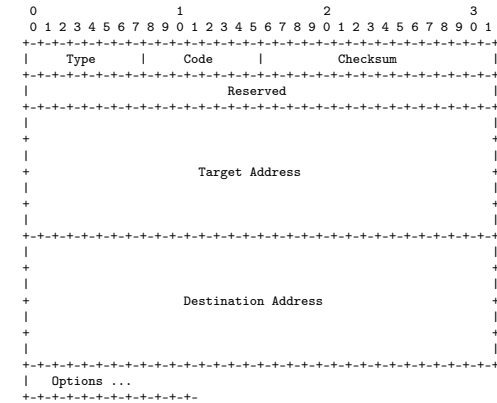 0                   1                   2                   3
 0 1 2 3 4 5 6 7 8 9 0 1 2 3 4 5 6 7 8 9 0 1 2 3 4 5 6 7 8 9 0 1
+-+-+-+-+-+-+-+-+-+-+-+-+-+-+-+-+-+-+-+-+-+-+-+-+-+-+-+-+-+-+-+-+
|     Type      |     Code      |          Checksum             |
+-+-+-+-+-+-+-+-+-+-+-+-+-+-+-+-+-+-+-+-+-+-+-+-+-+-+-+-+-+-+-+-+
|                           Reserved                            |
+-+-+-+-+-+-+-+-+-+-+-+-+-+-+-+-+-+-+-+-+-+-+-+-+-+-+-+-+-+-+-+-+
|                                                               |
+                                                               +
|                                                               |
+                       Target Address                          +
|                                                               |
+                                                               +
|                                                               |
+-+-+-+-+-+-+-+-+-+-+-+-+-+-+-+-+-+-+-+-+-+-+-+-+-+-+-+-+-+-+-+-+
|                                                               |
+                                                               +
|                                                               |
+                     Destination Address                       +
|                                                               |
+                                                               +
|                                                               |
+-+-+-+-+-+-+-+-+-+-+-+-+-+-+-+-+-+-+-+-+-+-+-+-+-+-+-+-+-+-+-+-+
|   Options ...
+-+-+-+-+-+-+-+-+-+-+-+-